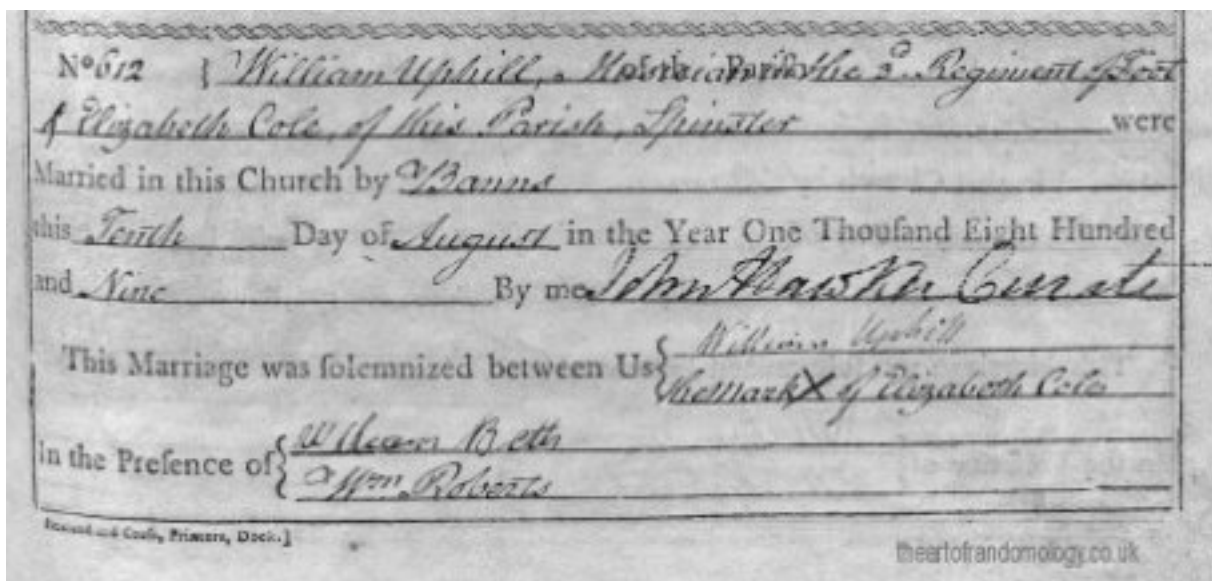 No 612 { William Uphill, Musician in the 3d. Regiment of Foot
& Elizabeth Cole, of this Parish, Spinster were
Married in this Church by Banns
this Tenth Day of August in the Year One Thouſand Eight Hundred
and Nine By me John Hawker Curate
This Marriage was ſolemnized between Us { William Uphill
The Mark X of Elizabeth Cole
In the Preſence of { William
Wm Roberts
and Printers, Dock.]
theartofrandomology.co.uk